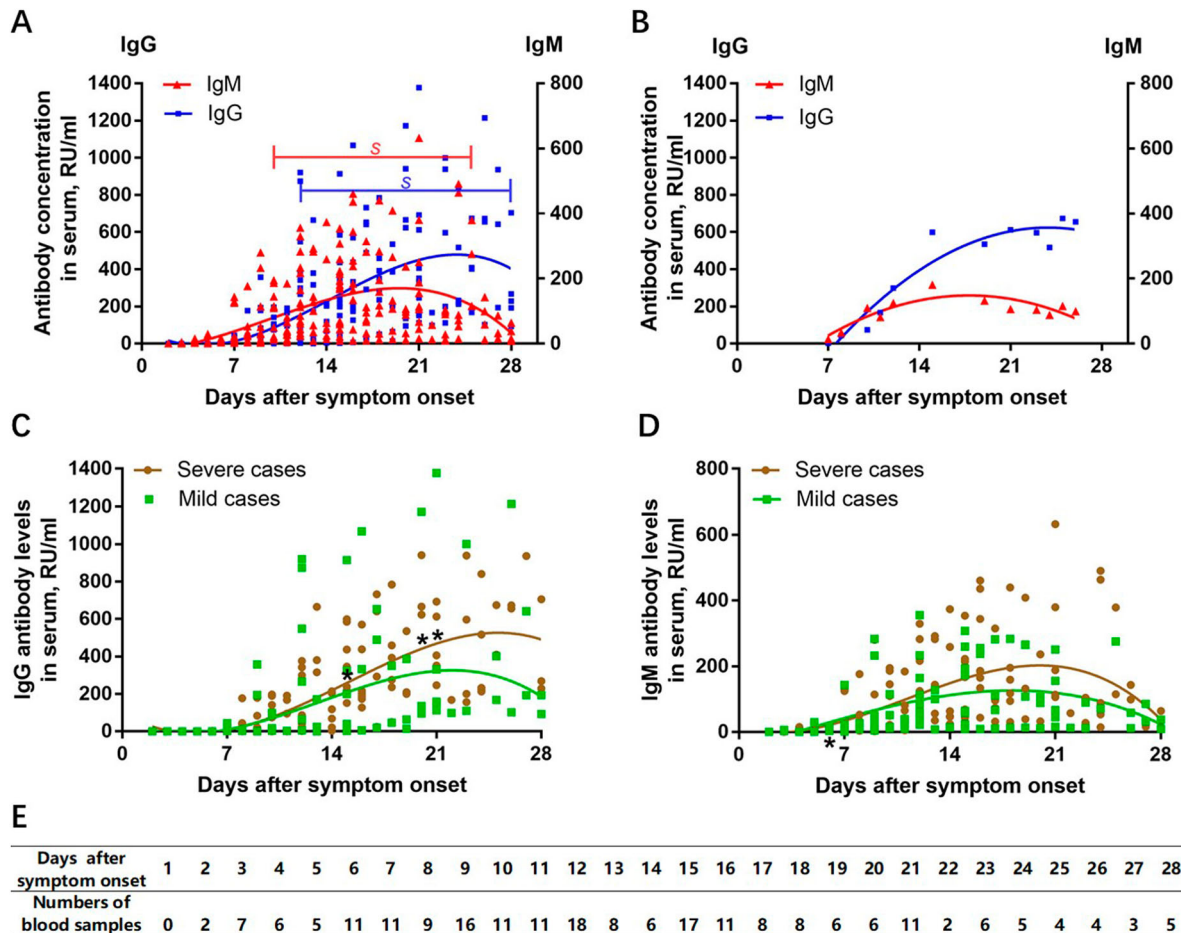 A
B
IgG
IgM
IgG
IgM
1400
1200
1000
800
600
400
200
0
Antibody concentration
in serum, RU/ml
IgM
IgG
S
S
800
600
400
200
0
0
7
14
21
28
Days after symptom onset
1400
1200
1000
800
600
400
200
0
Antibody concentration
in serum, RU/ml
IgM
IgG
800
600
400
200
0
0
7
14
21
28
Days after symptom onset
C
D
1400
1200
1000
800
600
400
200
0
IgG antibody levels
in serum, RU/ml
Severe cases
Mild cases
*
* *
0
7
14
21
28
Days after symptom onset
800
600
400
200
0
IgM antibody levels
in serum, RU/ml
Severe cases
Mild cases
*
0
7
14
21
28
Days after symptom onset
E
Days after
symptom onset
1 2 3 4 5 6 7 8 9 10 11 12 13 14 15 16 17 18 19 20 21 22 23 24 25 26 27 28
Numbers of
blood samples
0 2 7 6 5 11 11 9 16 11 11 18 8 6 17 11 8 8 6 6 11 2 6 5 4 4 3 5